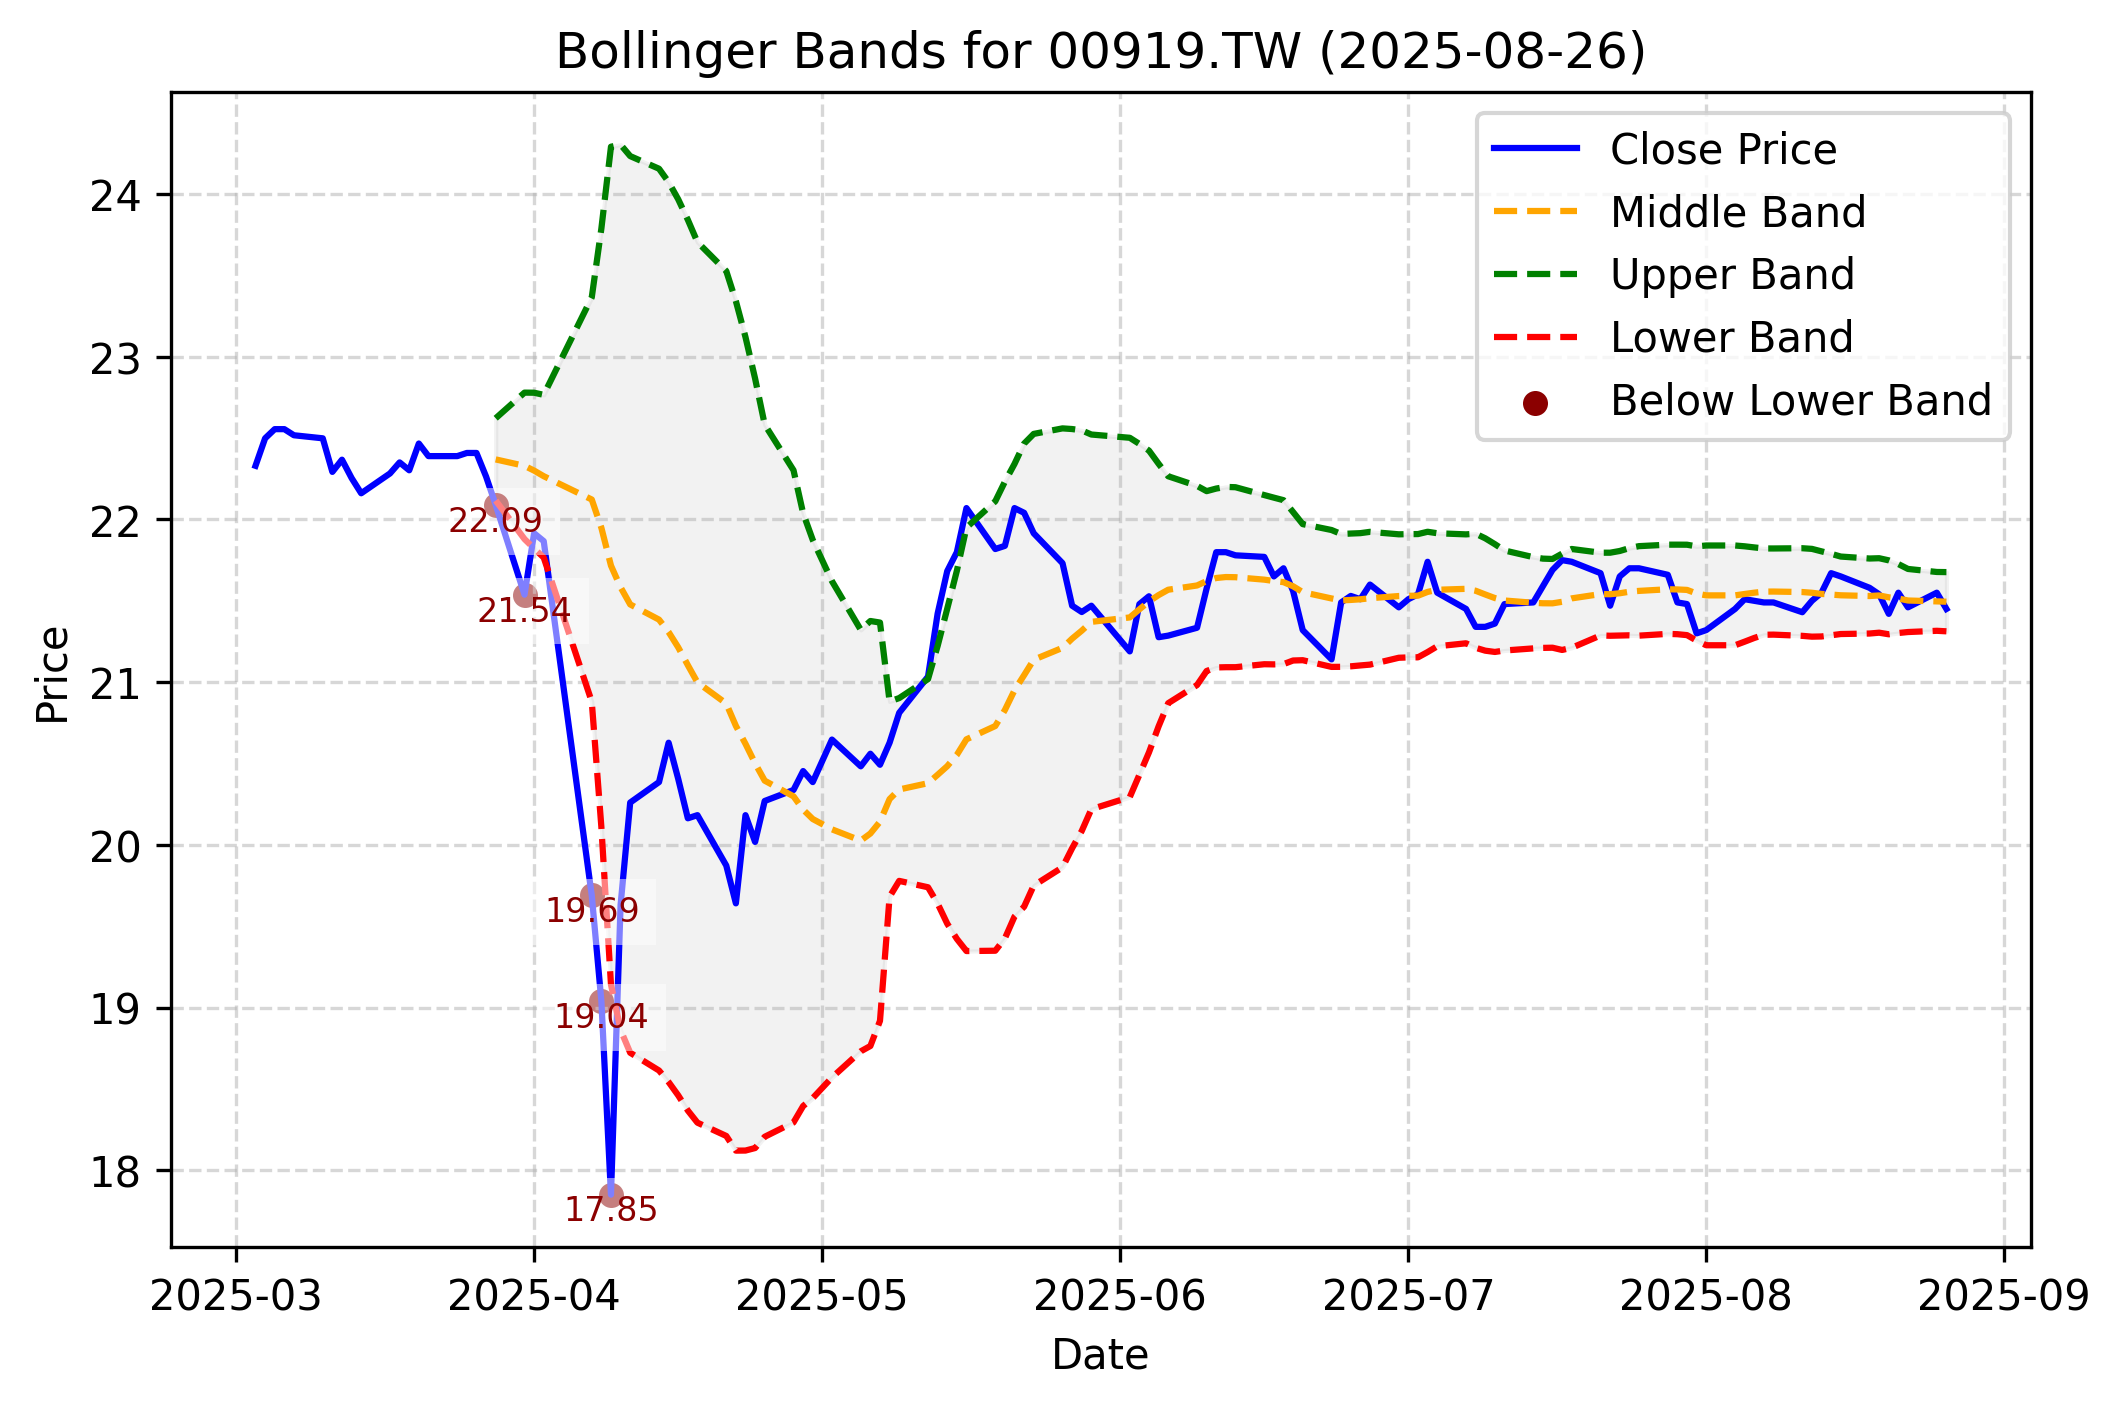 Bollinger Bands for 00919.TW (2025-08-26)
Close Price
Middle Band
Upper Band
Lower Band
Below Lower Band
Price
24
23
22
21
20
19
18
22.09
21.54
19.69
19.04
17.85
2025-03
2025-04
2025-05
2025-06
2025-07
2025-08
2025-09
Date